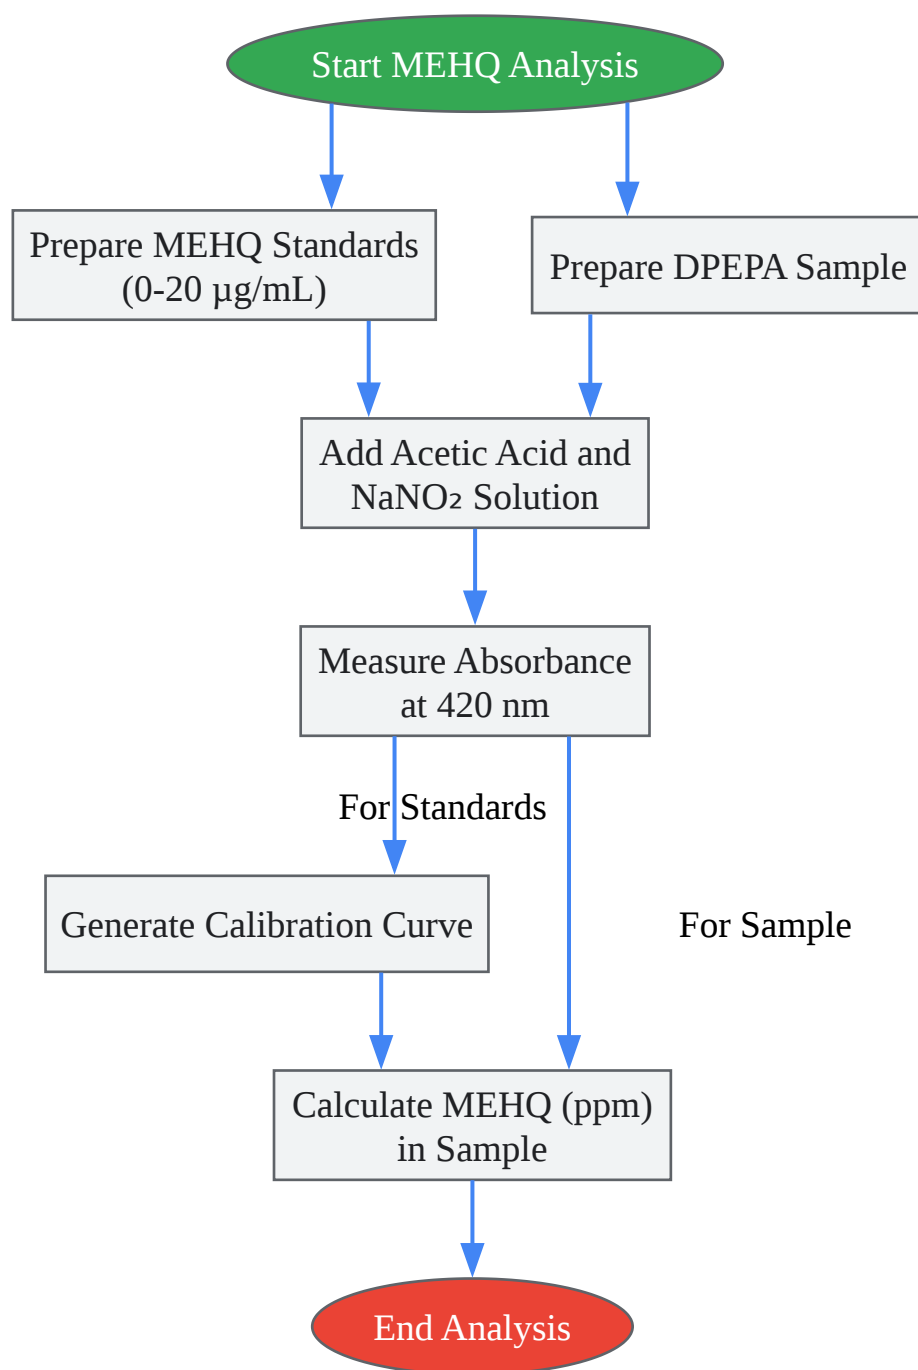 Start MEHQ Analysis
Prepare MEHQ Standards
(0-20 µg/mL)
Prepare DPEPA Sample
Add Acetic Acid and
NaNO₂ Solution
Measure Absorbance
at 420 nm
For Standards
Generate Calibration Curve
For Sample
Calculate MEHQ (ppm)
in Sample
End Analysis